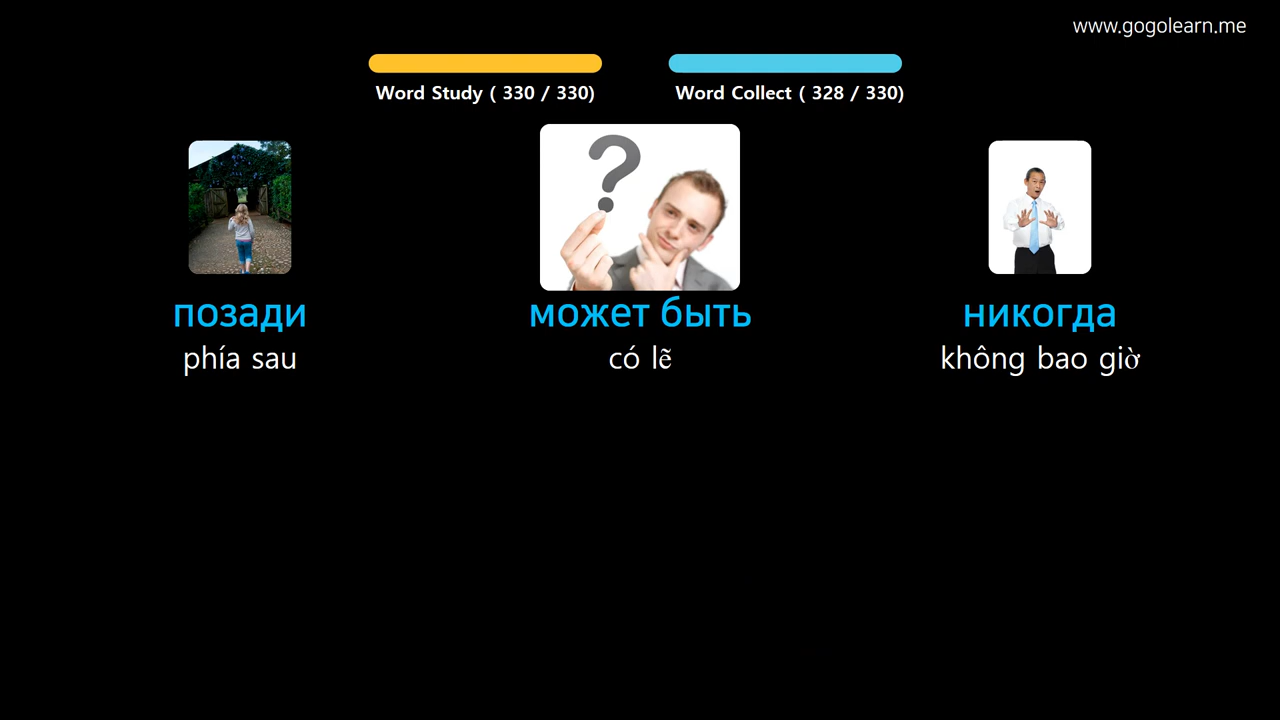 www.gogolearn.me
Word Study ( 330 / 330)
Word Collect ( 328 / 330)
позади
может быть
никогда
phía sau
có lẽ
không bao giờ